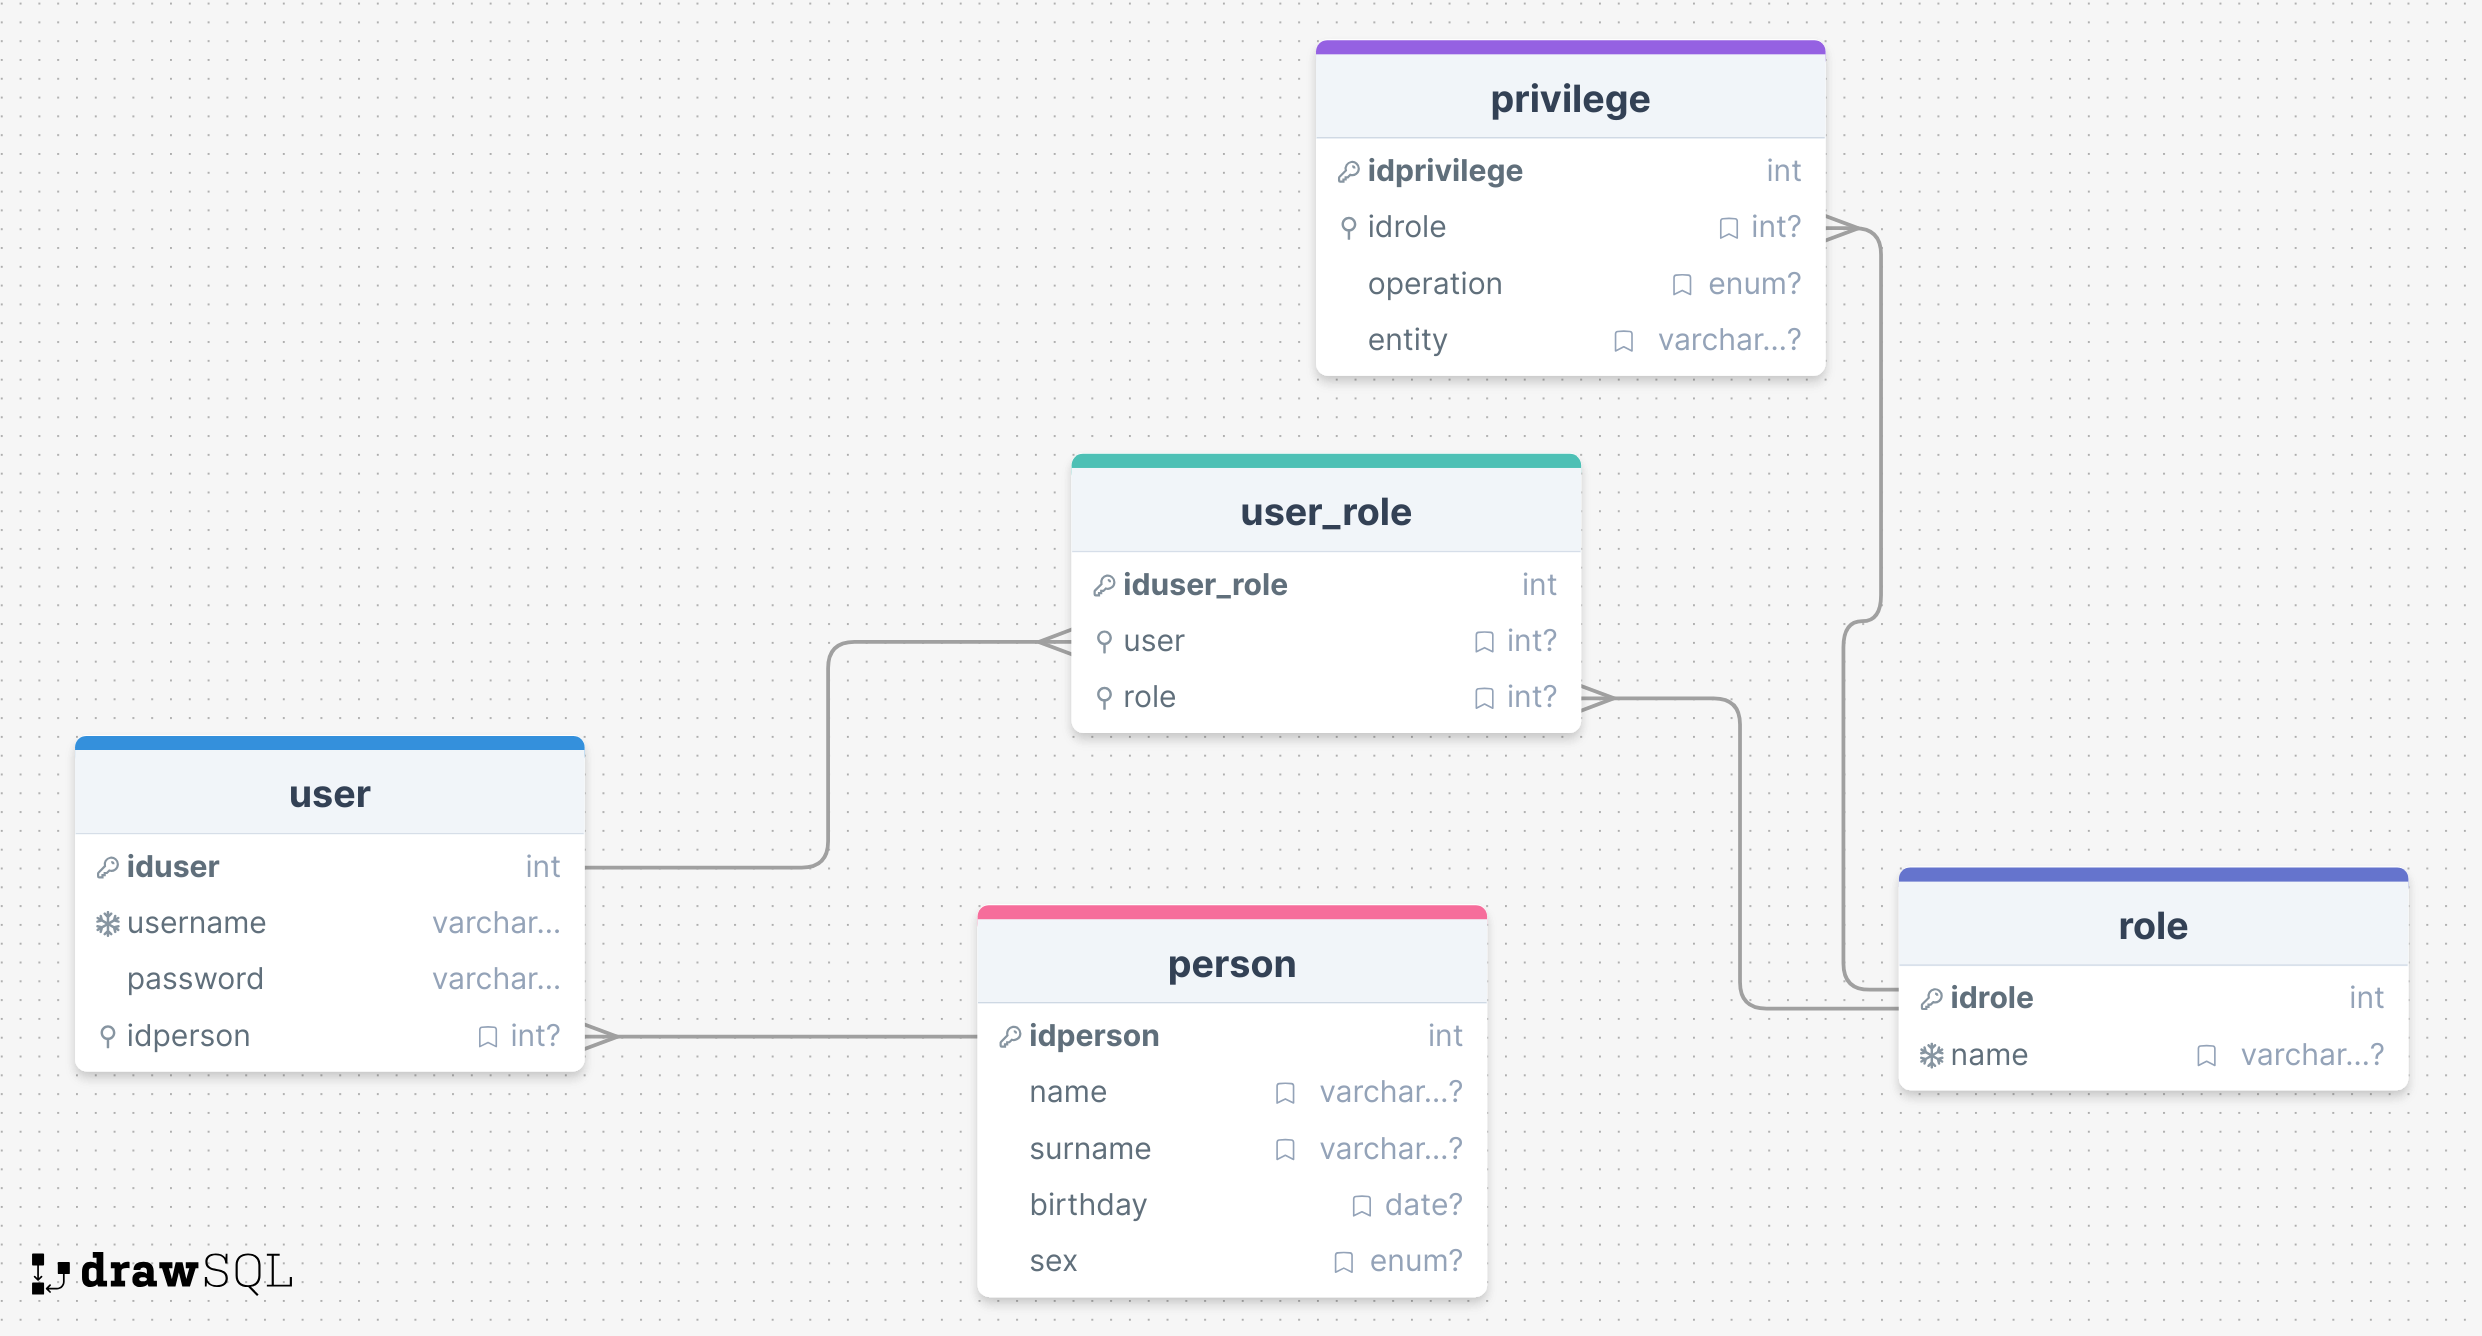 privilege
idprivilege int
idrole int?
operation enum?
entity varchar...?
user_role
iduser_role int
user int?
role int?
user
iduser int
username varchar...
password varchar...
idperson int?
person
idperson int
name varchar...?
surname varchar...?
birthday date?
sex enum?
role
idrole int
name varchar...?
drawSQL